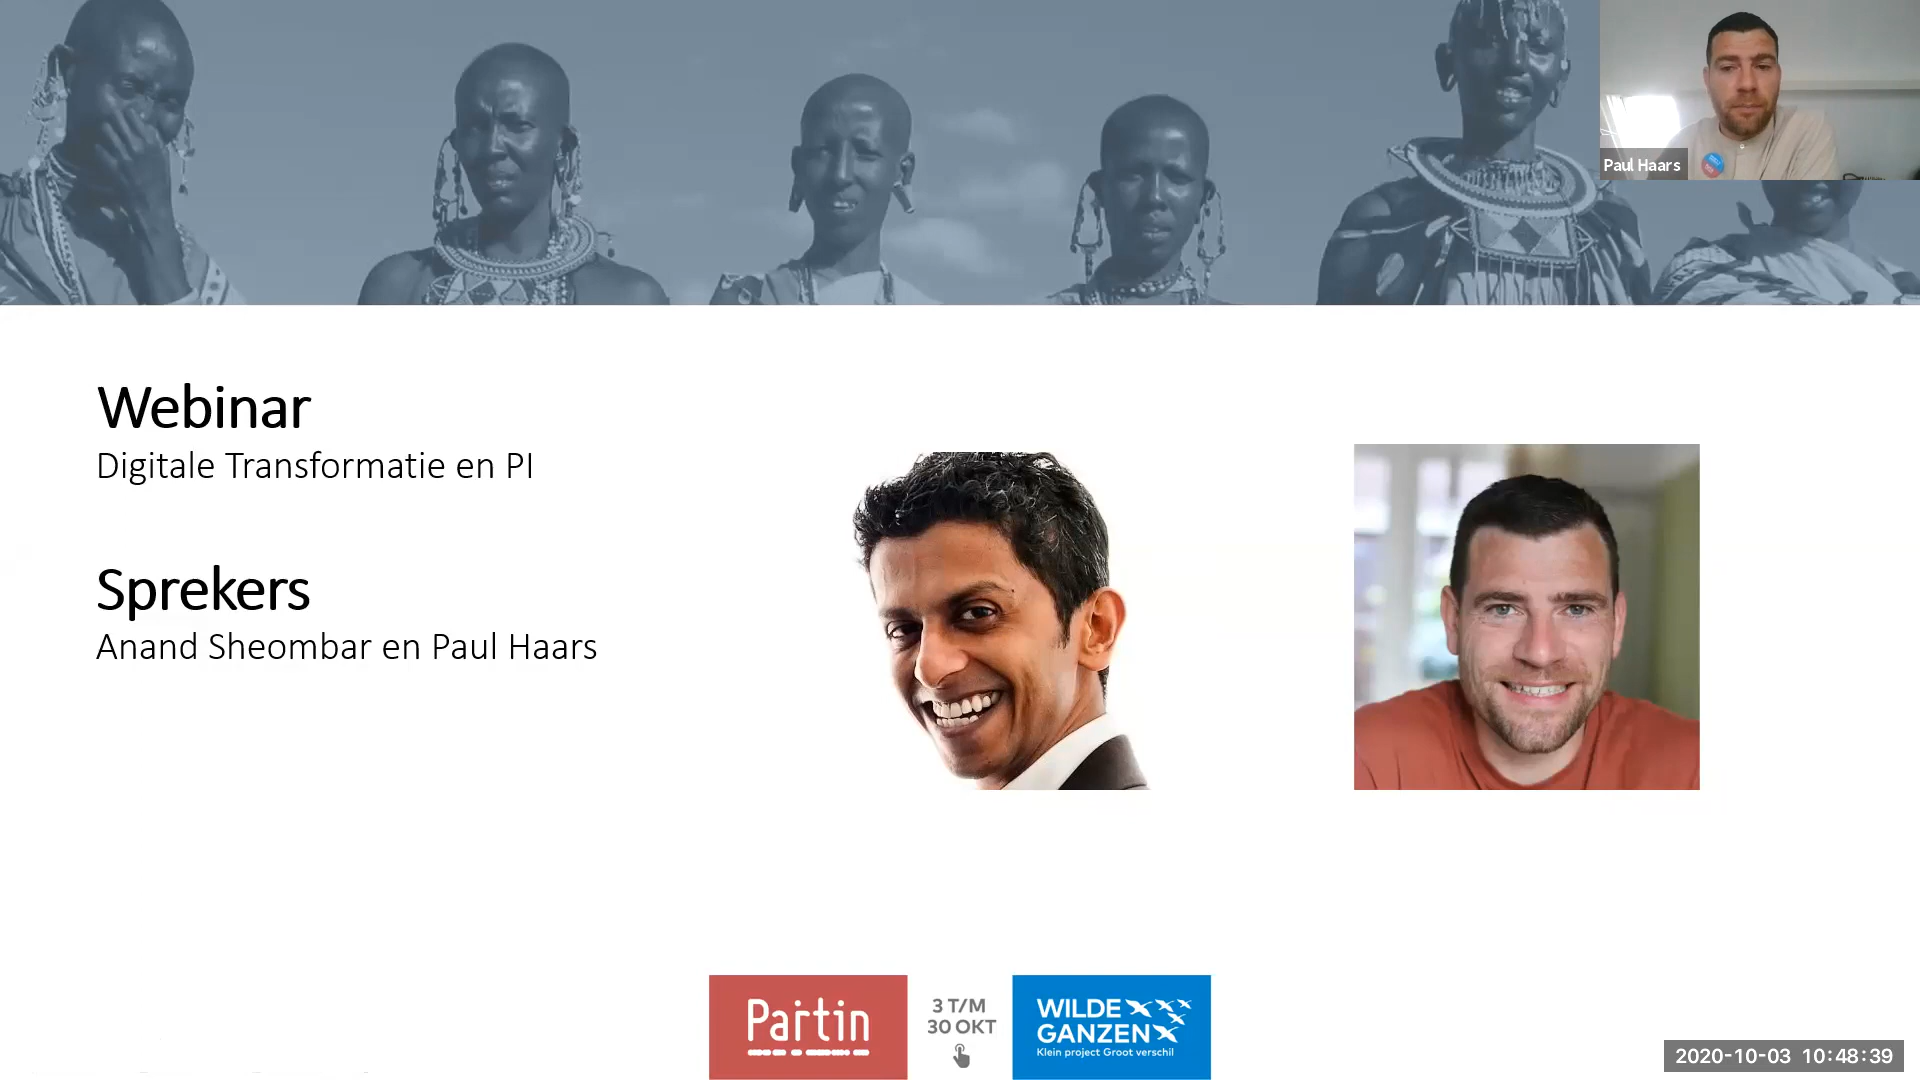 Paul Haars
Webinar
Digitale Transformatie en PI
Sprekers
Anand Sheombar en Paul Haars
Partin
3 T/M
30 OKT
WILDE
GANZEN
Klein project Groot verschil
2020-10-03 10:48:39